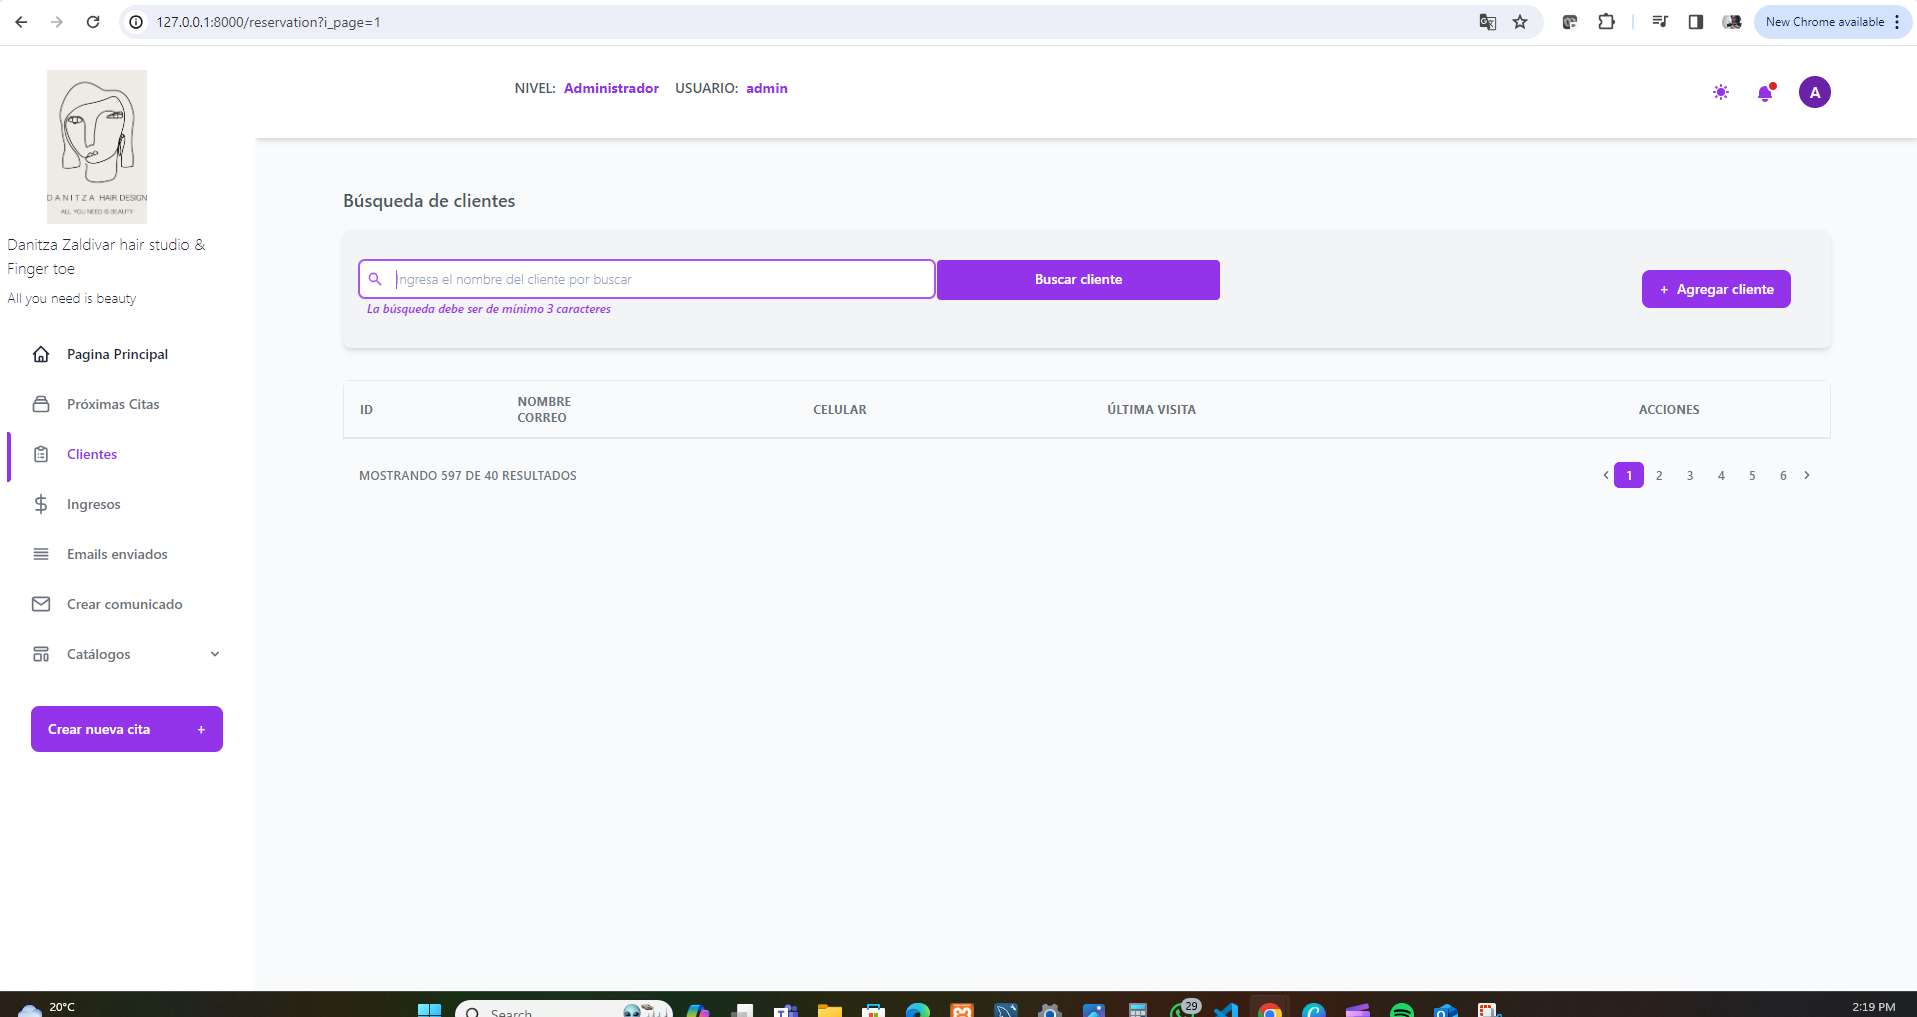 127.0.0.1:8000/reservation?i_page=1
New Chrome available
DANITZA HAIR DESIGN
ALL YOU NEED IS BEAUTY
Danitza Zaldivar hair studio &
Finger toe
All you need is beauty
NIVEL: Administrador USUARIO: admin
A
Pagina Principal
Próximas Citas
Clientes
Ingresos
Emails enviados
Crear comunicado
Catálogos
Crear nueva cita +
Búsqueda de clientes
Ingresa el nombre del cliente por buscar
Buscar cliente
La búsqueda debe ser de mínimo 3 caracteres
+ Agregar cliente
ID NOMBRE CORREO CELULAR ÚLTIMA VISITA ACCIONES
MOSTRANDO 597 DE 40 RESULTADOS
1 2 3 4 5 6
20°C
Search
29
2:19 PM